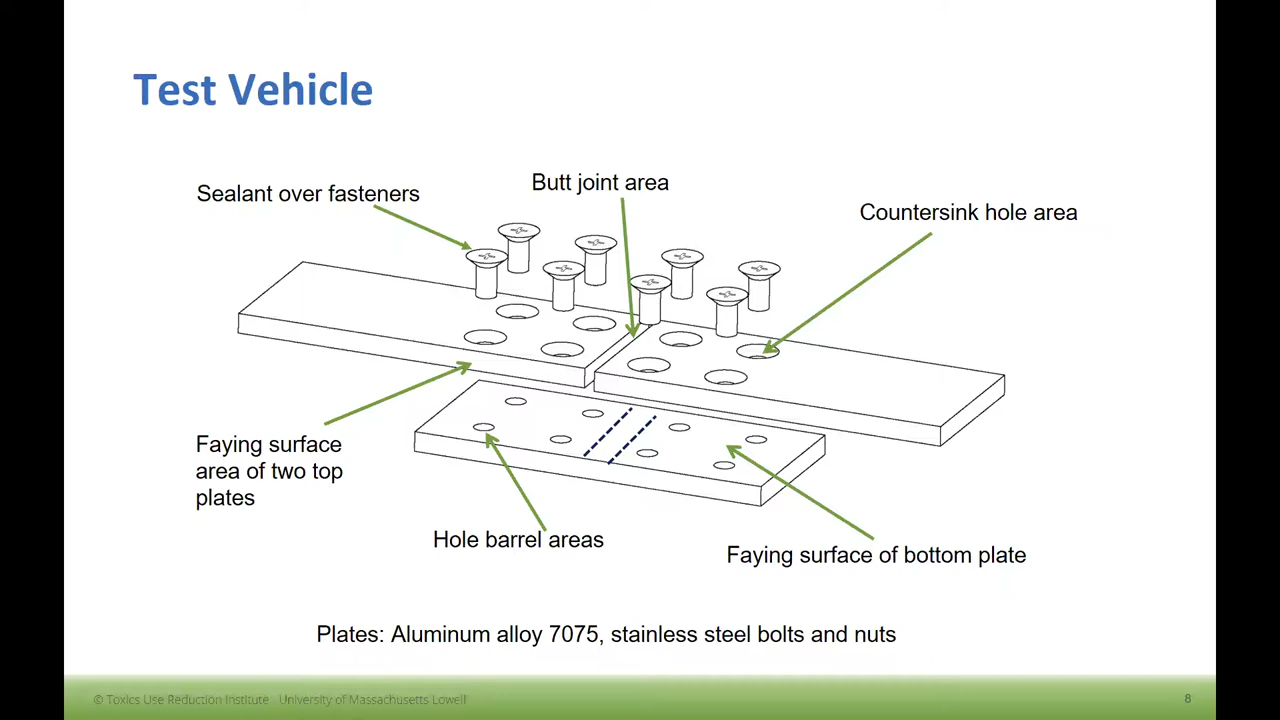 Test Vehicle
Sealant over fasteners
Butt joint area
Countersink hole area
Faying surface
area of two top
plates
Hole barrel areas
Faying surface of bottom plate
Plates: Aluminum alloy 7075, stainless steel bolts and nuts
© Toxics Use Reduction Institute University of Massachusetts Lowell
8